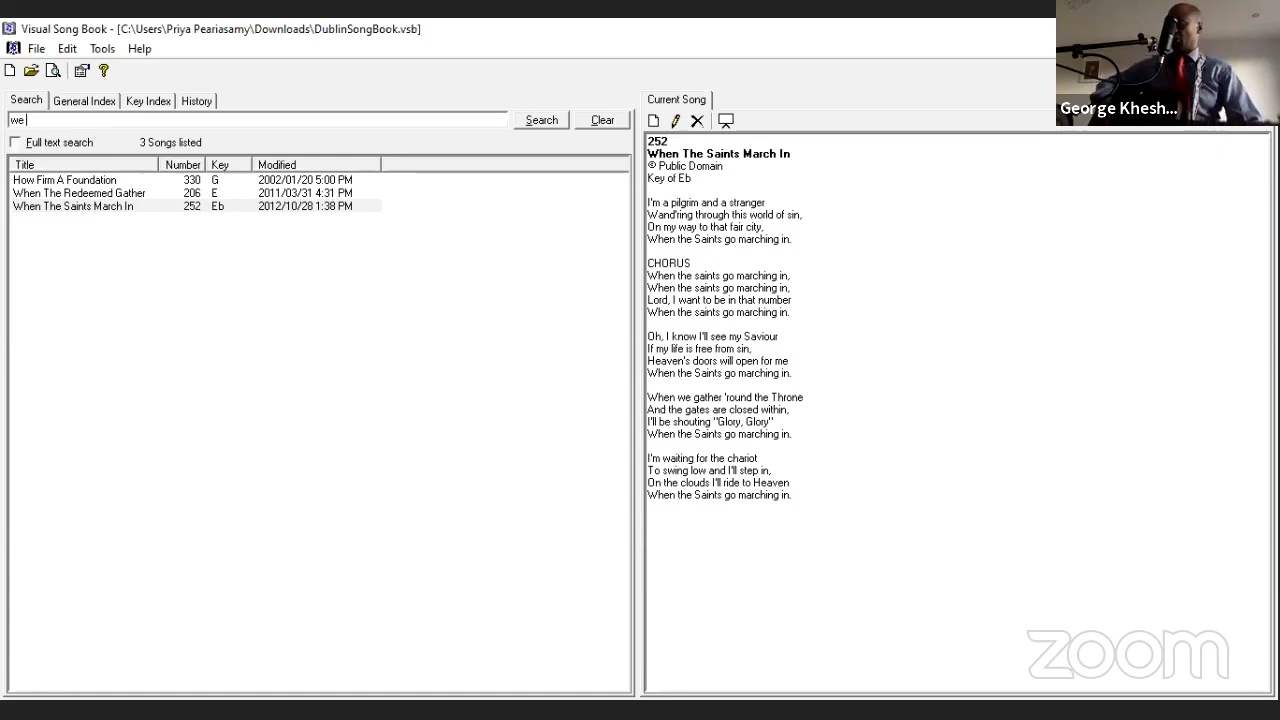 Visual Song Book - [C:\Users\Priya Peariasamy\Downloads\DublinSongBook.vsb]
File Edit Tools Help
Search General Index Key Index History
we
Search Clear
Full text search 3 Songs listed
Title Number Key Modified
How Firm A Foundation 330 G 2002/01/20 5:00 PM
When The Redeemed Gather 206 E 2011/03/31 4:31 PM
When The Saints March In 252 Eb 2012/10/28 1:38 PM
Current Song
252
When The Saints March In
© Public Domain
Key of Eb
I'm a pilgrim and a stranger
Wand'ring through this world of sin,
On my way to that fair city,
When the Saints go marching in.
CHORUS
When the saints go marching in,
When the saints go marching in,
Lord, I want to be in that number
When the saints go marching in.
Oh, I know I'll see my Saviour
If my life is free from sin,
Heaven's doors will open for me
When the Saints go marching in.
When we gather 'round the Throne
And the gates are closed within,
I'll be shouting "Glory, Glory"
When the Saints go marching in.
I'm waiting for the chariot
To swing low and I'll step in,
On the clouds I'll ride to Heaven
When the Saints go marching in.
George Khesh...
zoom